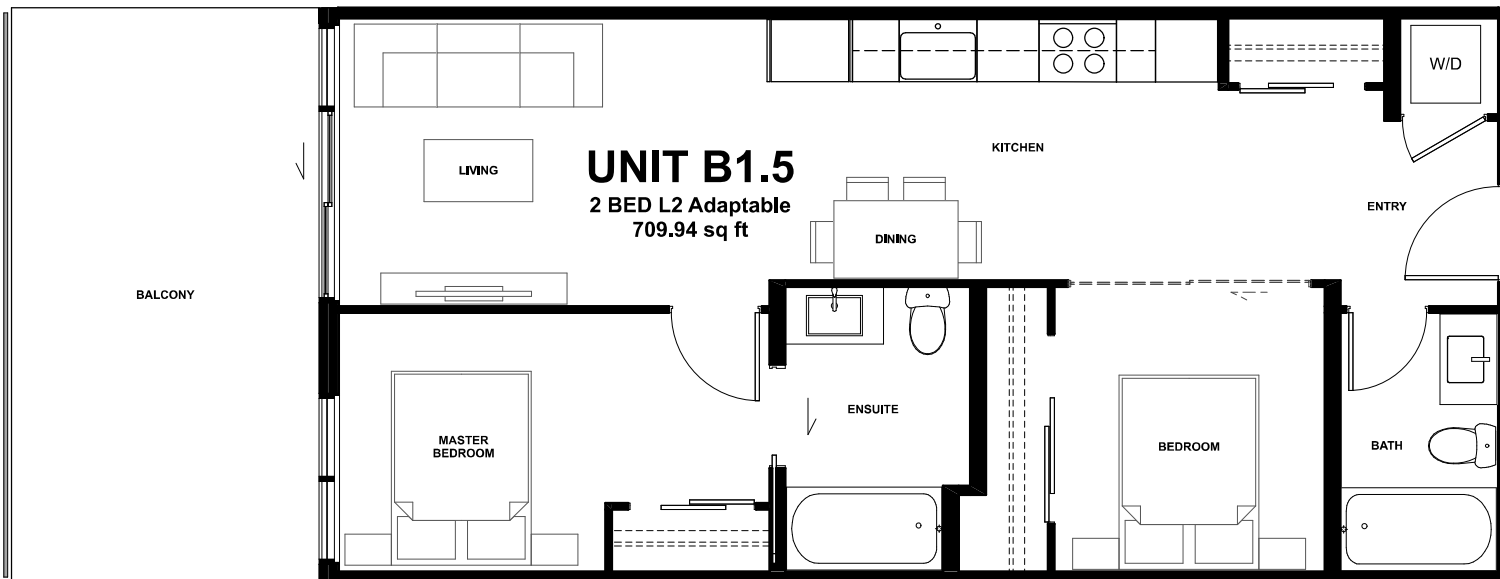 W/D
KITCHEN
LIVING
UNIT B1.5
2 BED L2 Adaptable
709.94 sq ft
ENTRY
DINING
BALCONY
ENSUITE
MASTER
BEDROOM
BEDROOM
BATH